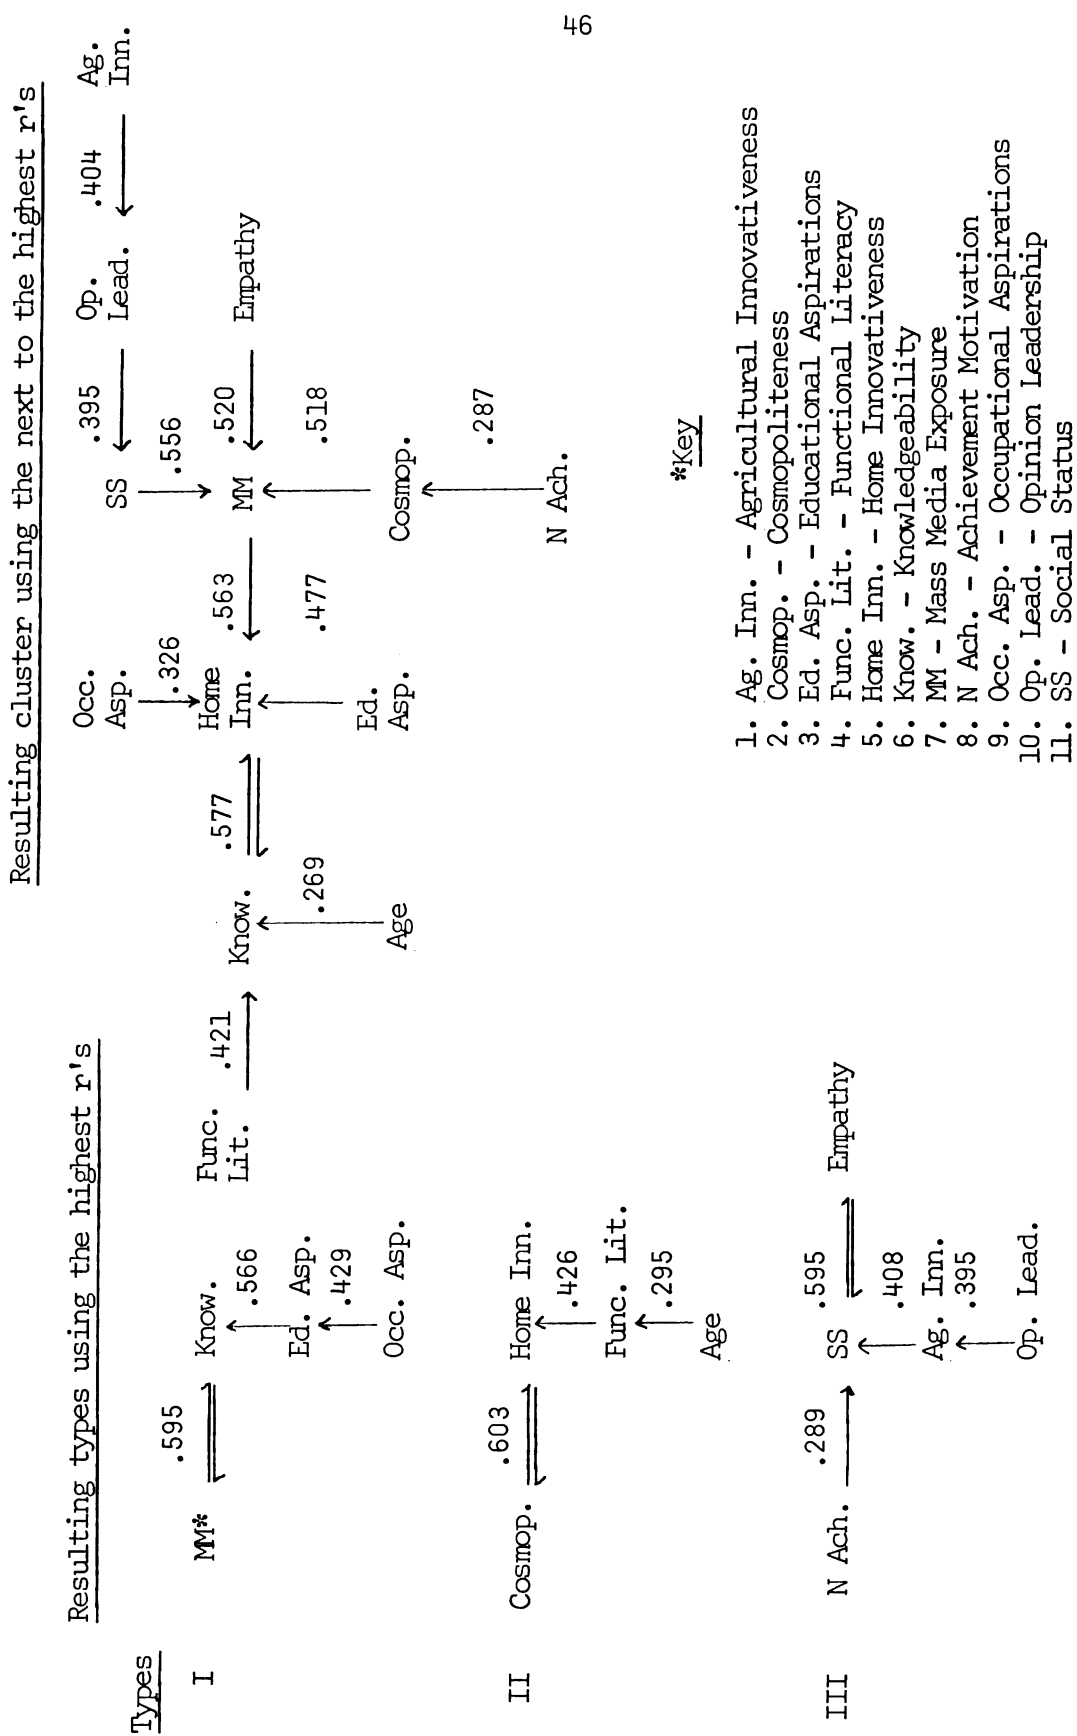 46
Types
Resulting types using the highest r's
I
MM*
.595
Know.
.566
Ed. Asp.
.429
Occ. Asp.
II
Cosmop.
.603
Home Inn.
.426
Func. Lit.
.295
Age
III
N Ach.
.289
SS
.595
Empathy
.408
Ag. Inn.
.395
Op. Lead.
Resulting cluster using the next to the highest r's
Func.
Lit.
.421
Know.
.269
Age
.577
Occ.
Asp.
.326
Home
Inn.
.477
Ed.
Asp.
.563
SS
.556
MM
.518
Cosmop.
.287
N Ach.
.395
Op.
Lead.
.404
Ag.
Inn.
.520
Empathy
*Key
1. Ag. Inn. - Agricultural Innovativeness
2. Cosmop. - Cosmopoliteness
3. Ed. Asp. - Educational Aspirations
4. Func. Lit. - Functional Literacy
5. Home Inn. - Home Innovativeness
6. Know. - Knowledgeability
7. MM - Mass Media Exposure
8. N Ach. - Achievement Motivation
9. Occ. Asp. - Occupational Aspirations
10. Op. Lead. - Opinion Leadership
11. SS - Social Status